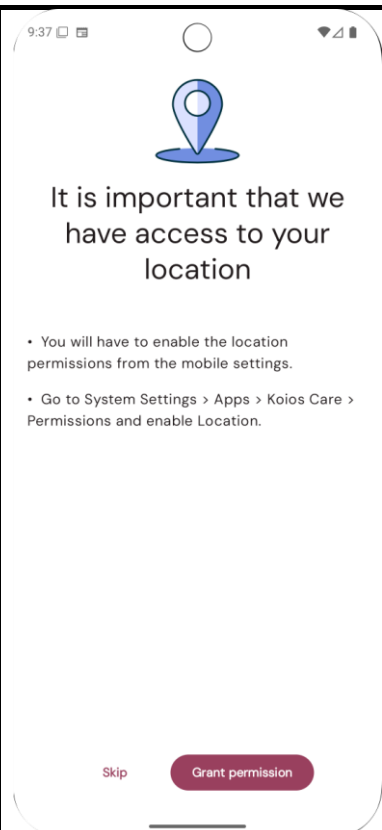 9:37
It is important that we
have access to your
location
• You will have to enable the location
permissions from the mobile settings.
• Go to System Settings > Apps > Koios Care >
Permissions and enable Location.
Skip
Grant permission